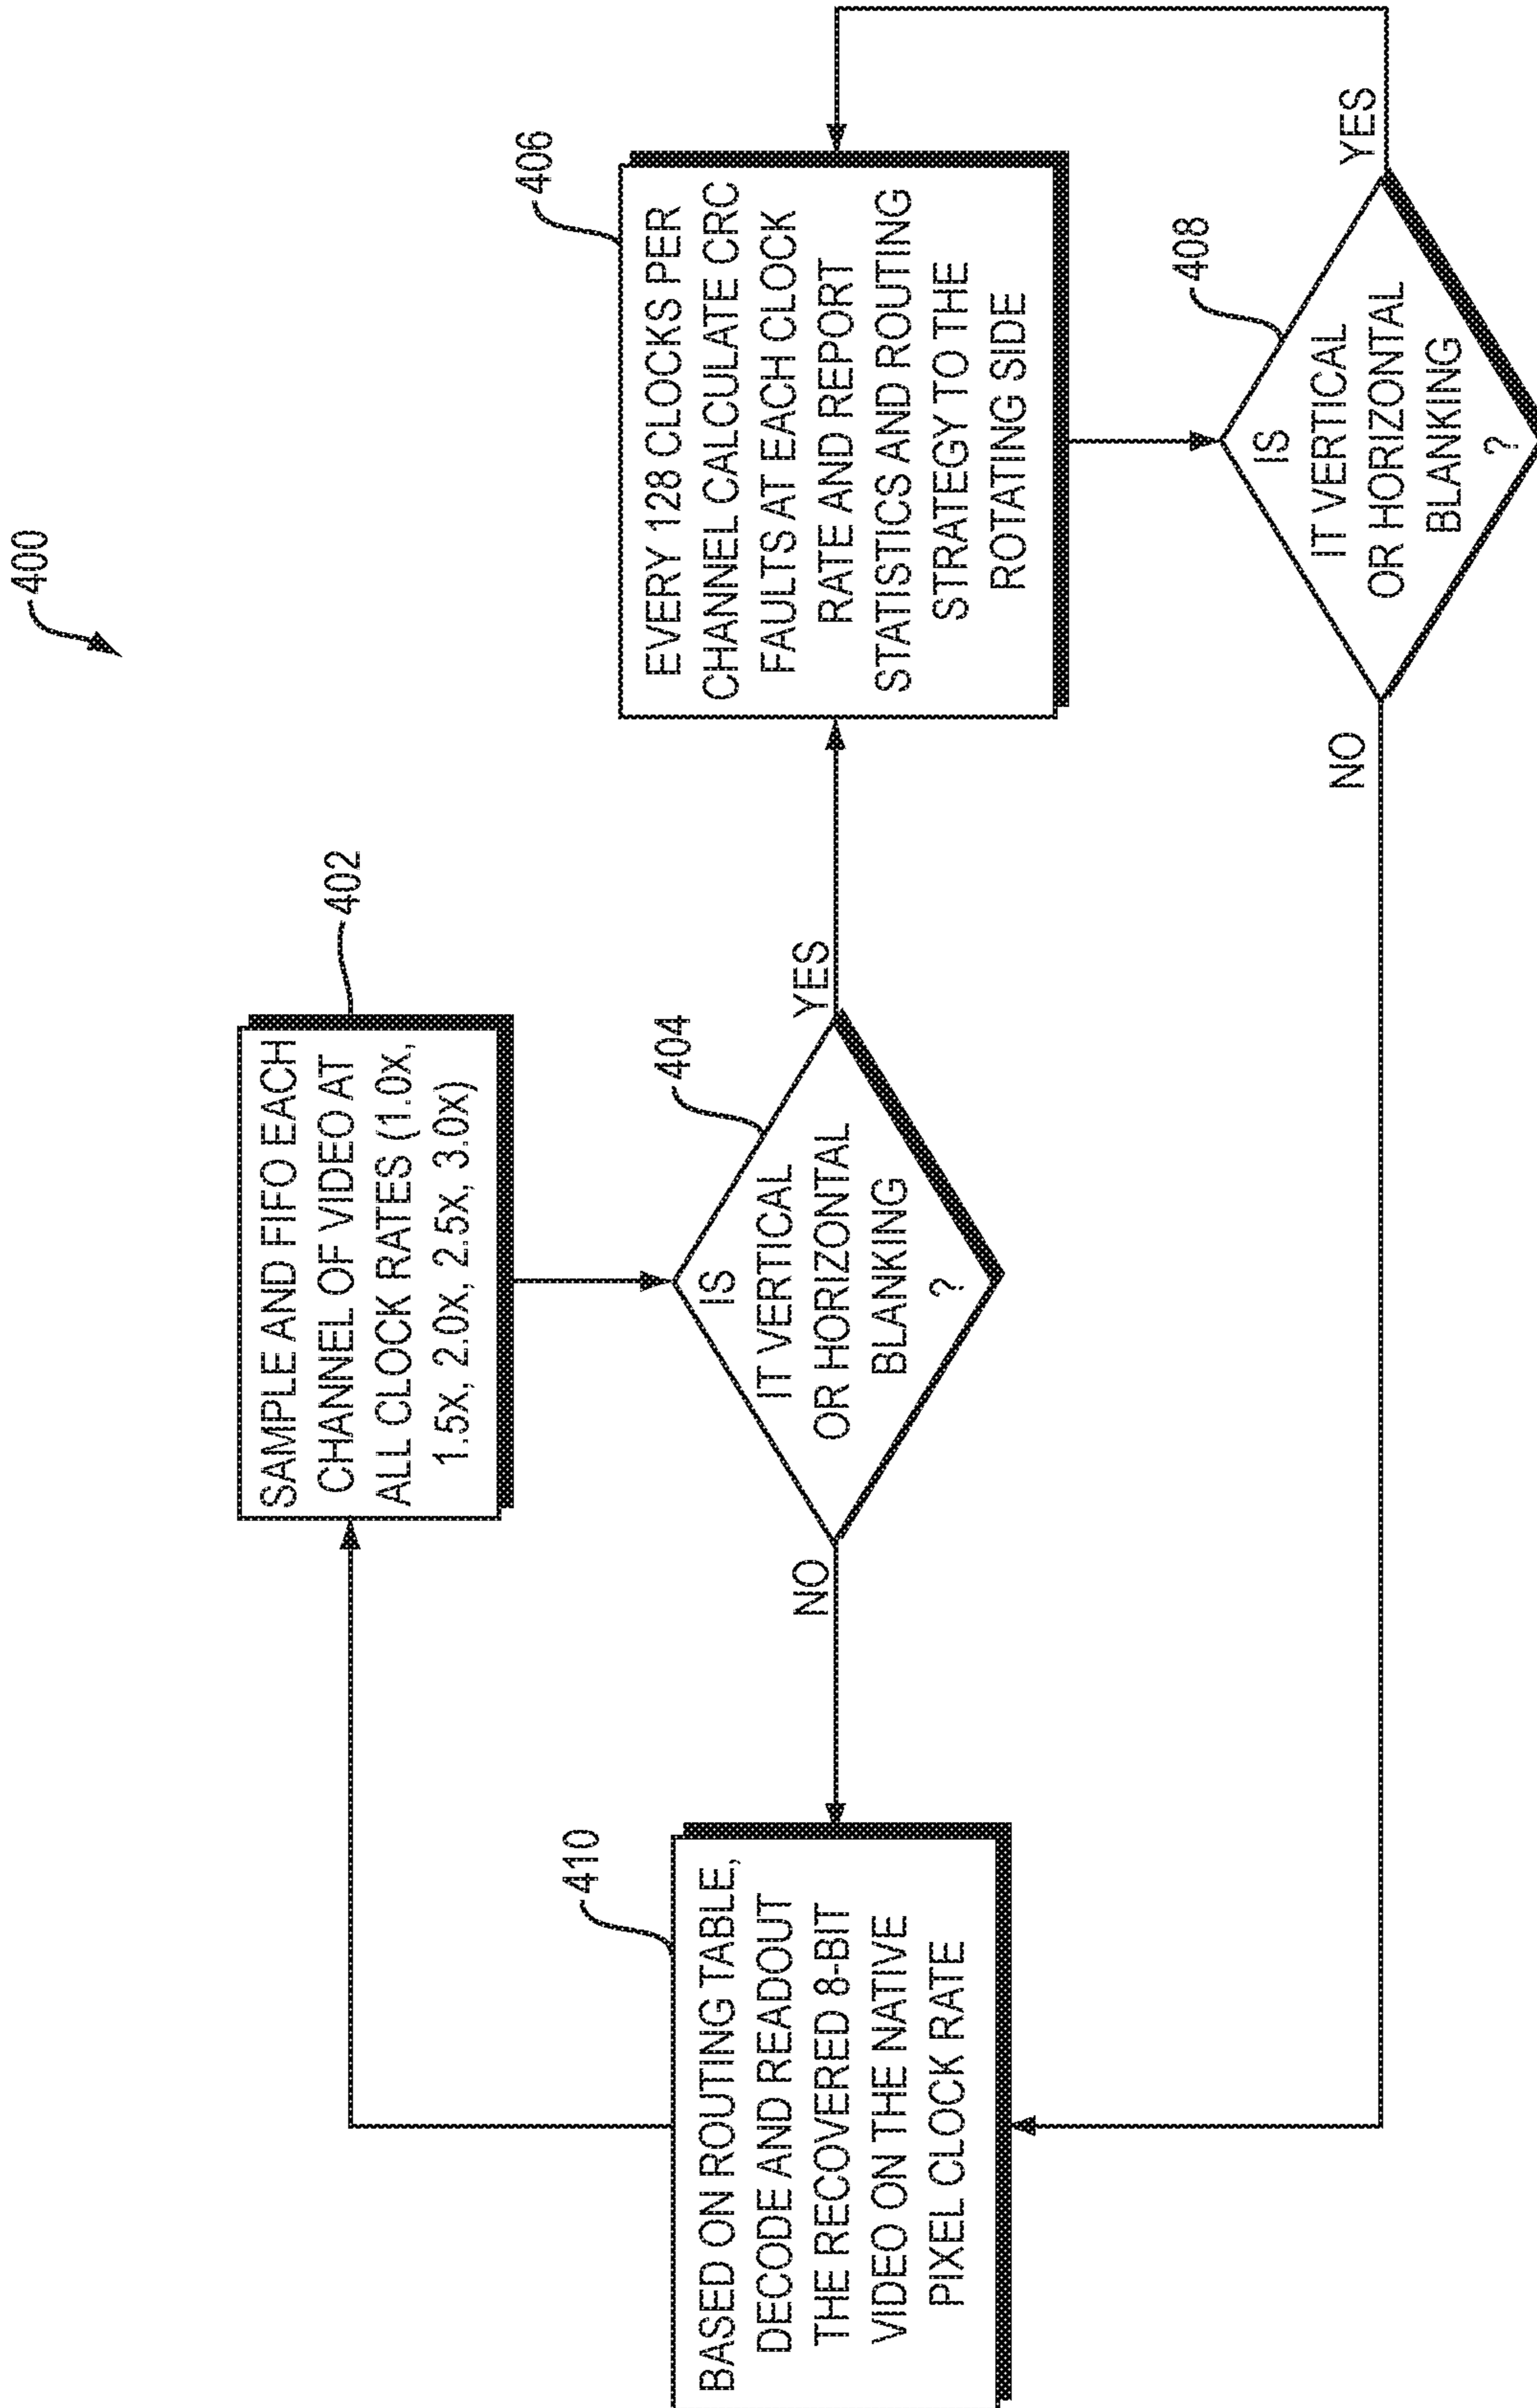 400
402
SAMPLE AND FIFO EACH
CHANNEL OF VIDEO AT
ALL CLOCK RATES (1.0x,
1.5x, 2.0x, 2.5x, 3.0x)
404
IS
IT VERTICAL
OR HORIZONTAL
BLANKING
?
YES
NO
406
EVERY 128 CLOCKS PER
CHANNEL CALCULATE CRC
FAULTS AT EACH CLOCK
RATE AND REPORT
STATISTICS AND ROUTING
STRATEGY TO THE
ROTATING SIDE
408
IS
IT VERTICAL
OR HORIZONTAL
BLANKING
?
YES
NO
410
BASED ON ROUTING TABLE,
DECODE AND READOUT
THE RECOVERED 8-BIT
VIDEO ON THE NATIVE
PIXEL CLOCK RATE